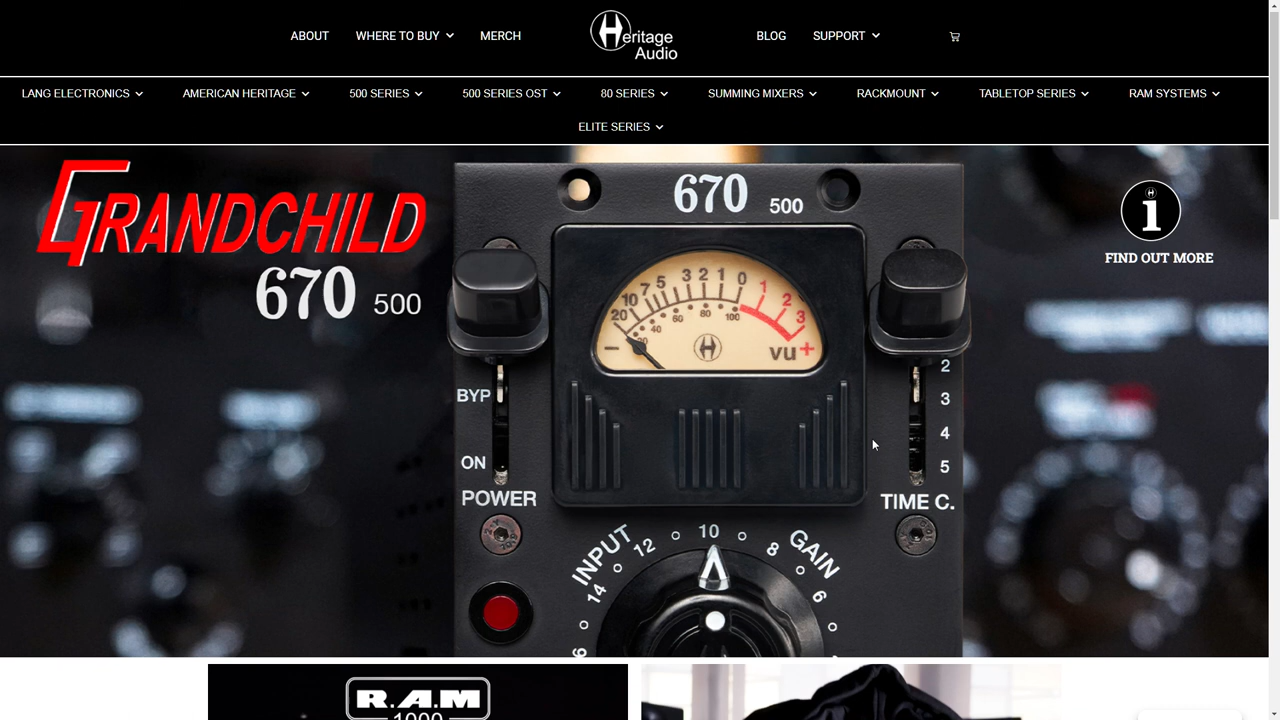 ABOUT
WHERE TO BUY
MERCH
Heritage
Audio
BLOG
SUPPORT
LANG ELECTRONICS
AMERICAN HERITAGE
500 SERIES
500 SERIES OST
80 SERIES
SUMMING MIXERS
RACKMOUNT
TABLETOP SERIES
RAM SYSTEMS
ELITE SERIES
GRANDCHILD
670 500
670 500
i
FIND OUT MORE
20 10 7 5 3 2 1 0 1 2 3
40 60 80 100
− VU +
BYP
ON
POWER
2
3
4
5
TIME C.
INPUT
GAIN
14 12 10 8 6
R.A.M
1000